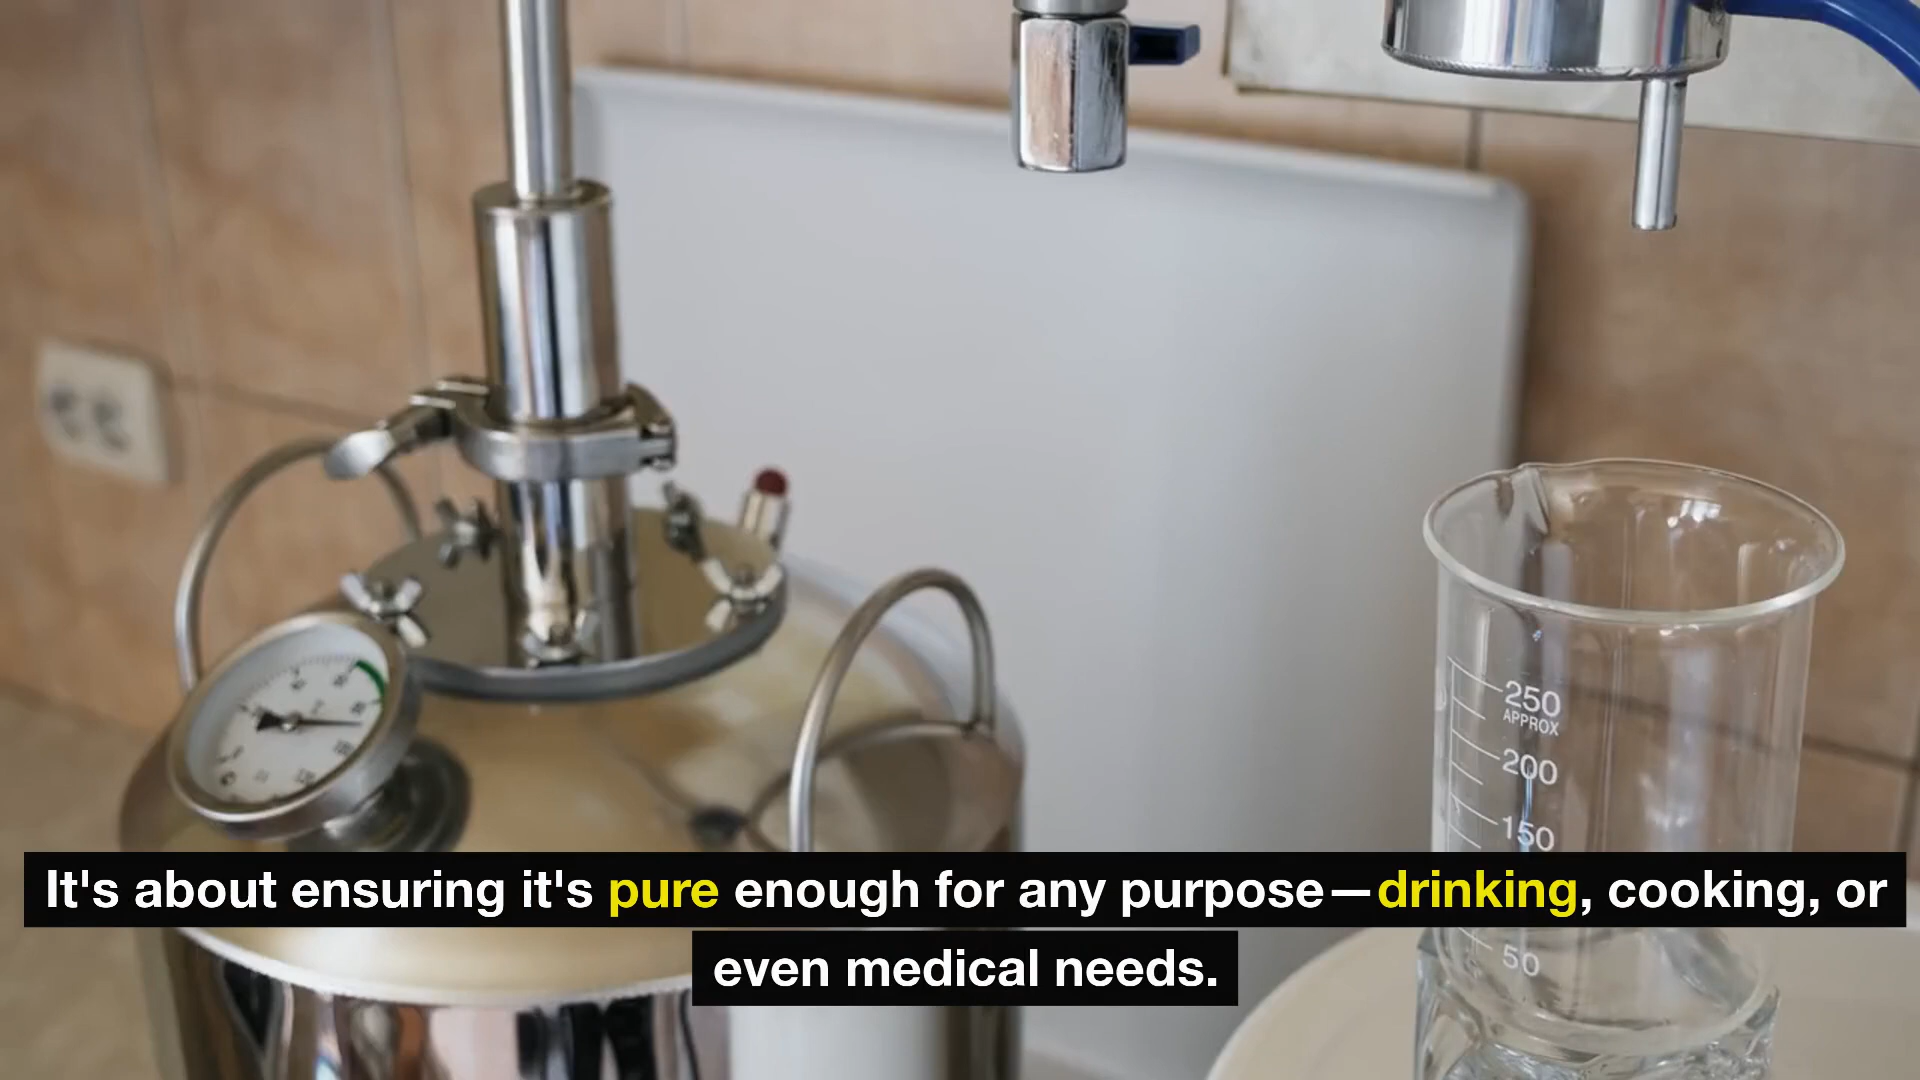 It's about ensuring it's pure enough for any purpose—drinking, cooking, or
even medical needs.
250
APPROX
200
150
50